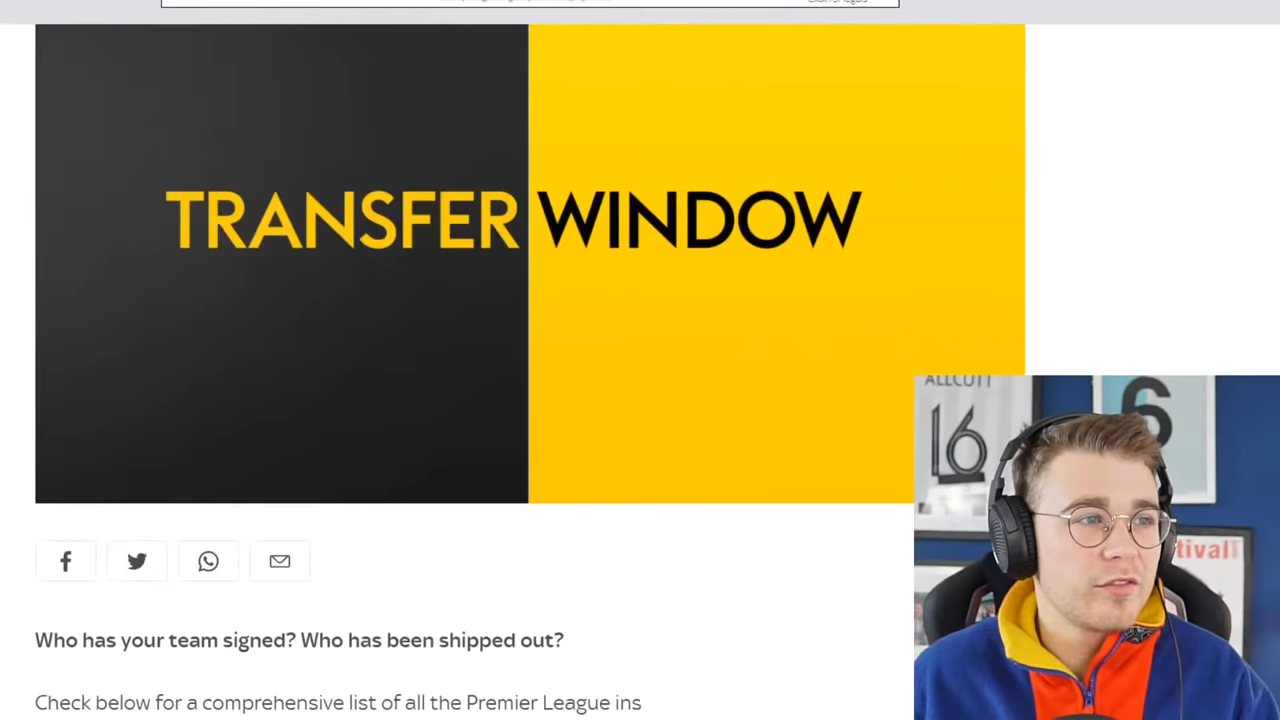 TRANSFER WINDOW
ALLCUTT
16
6
tival
Who has your team signed? Who has been shipped out?
Check below for a comprehensive list of all the Premier League ins